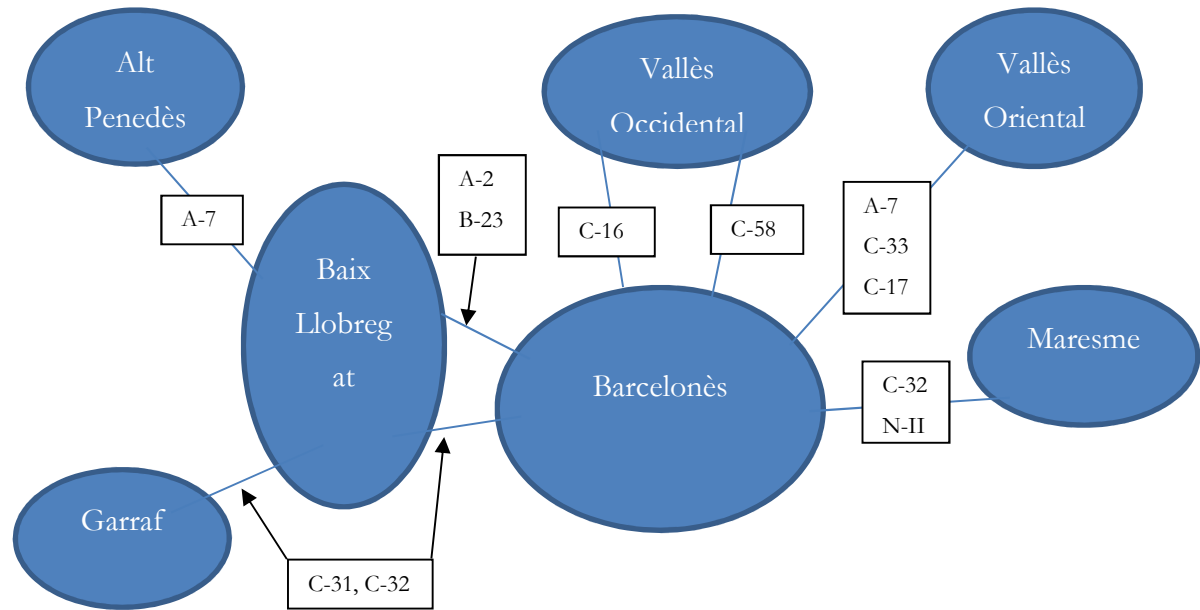 Alt
Penedès
Vallès
Occidental
Vallès
Oriental
A-7
A-2
B-23
C-16
C-58
A-7
C-33
C-17
Baix
Llobreg
at
Barcelonès
Maresme
C-32
N-II
Garraf
C-31, C-32